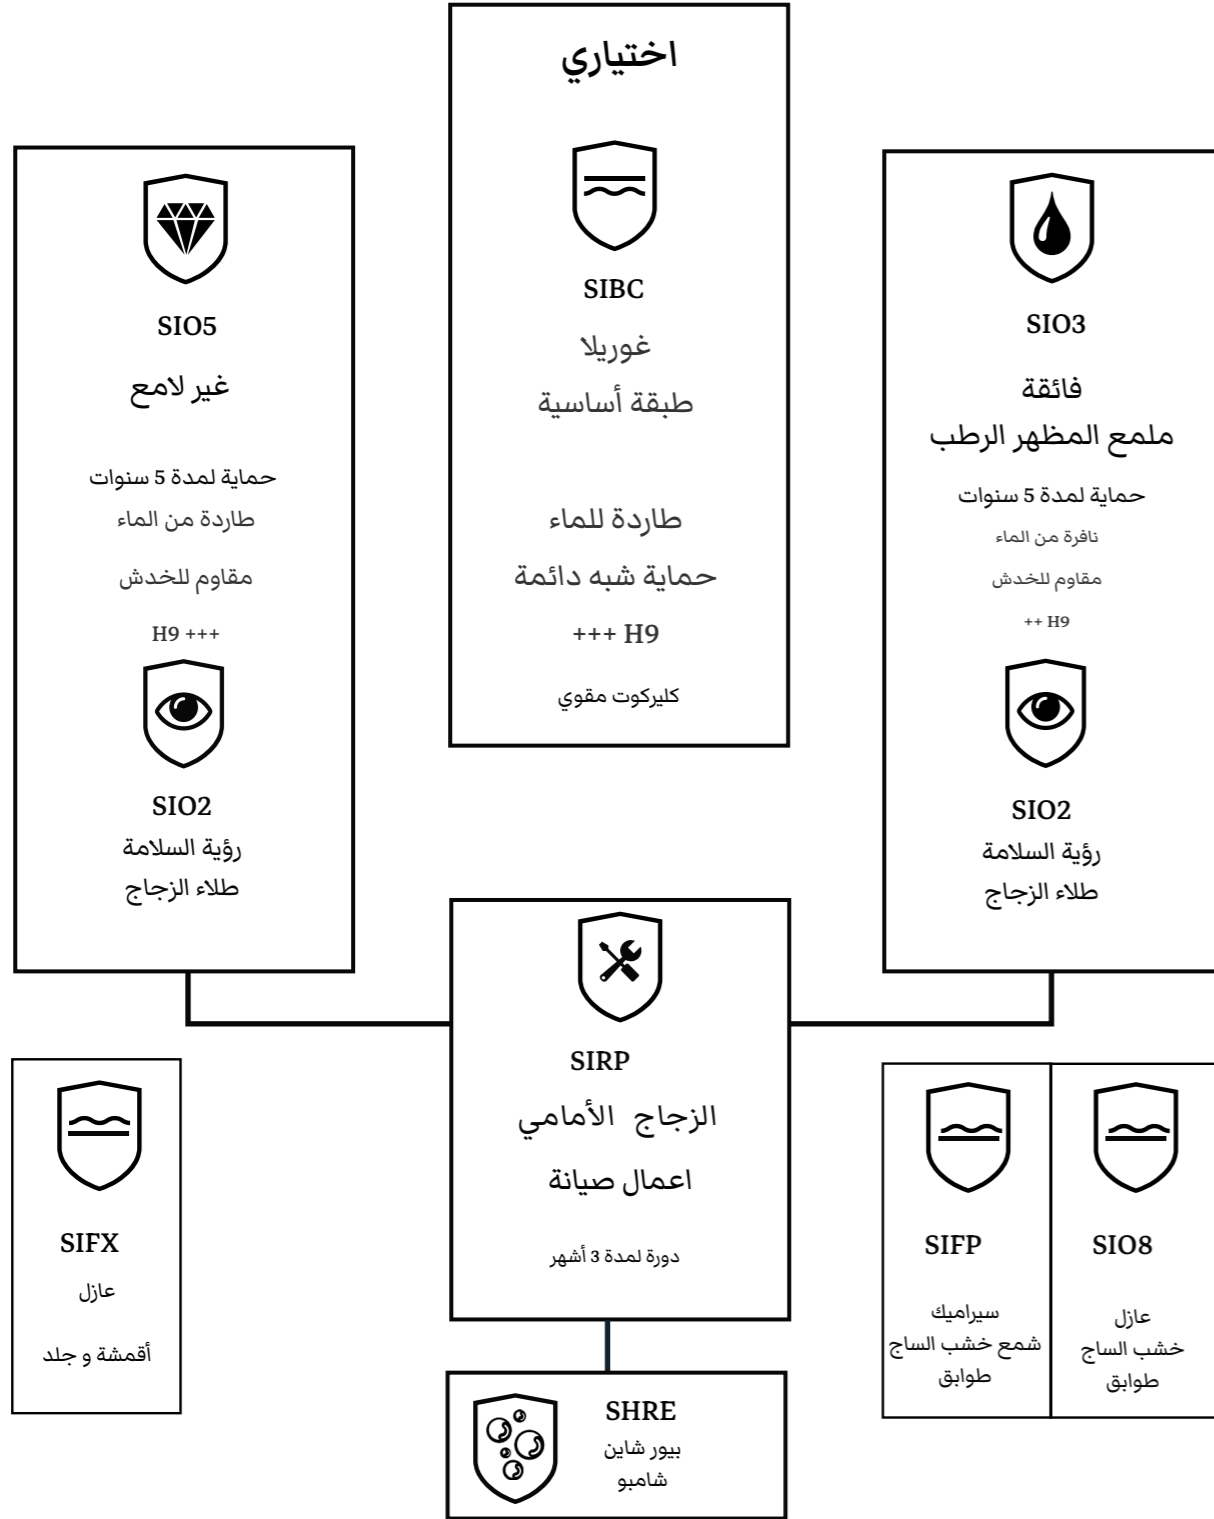 اختياري
SIBC
غوريلا
طبقة أساسية
طاردة للماء
حماية شبه دائمة
+++ H9
كليركوت مقوي
SIO3
فائقة
ملمع المظهر الرطب
حماية لمدة 5 سنوات
نافرة من الماء
مقاوم للخدش
++ H9
SIO2
رؤية السلامة
طلاء الزجاج
SIO5
غير لامع
حماية لمدة 5 سنوات
طاردة من الماء
مقاوم للخدش
H9 +++
SIO2
رؤية السلامة
طلاء الزجاج
SIRP
الزجاج الأمامي
اعمال صيانة
دورة لمدة 3 أشهر
SIO8
عازل
خشب الساج
طوابق
SIFP
سيراميك
شمع خشب الساج
طوابق
SIFX
عازل
أقمشة و جلد
SHRE
بيور شاين
شامبو